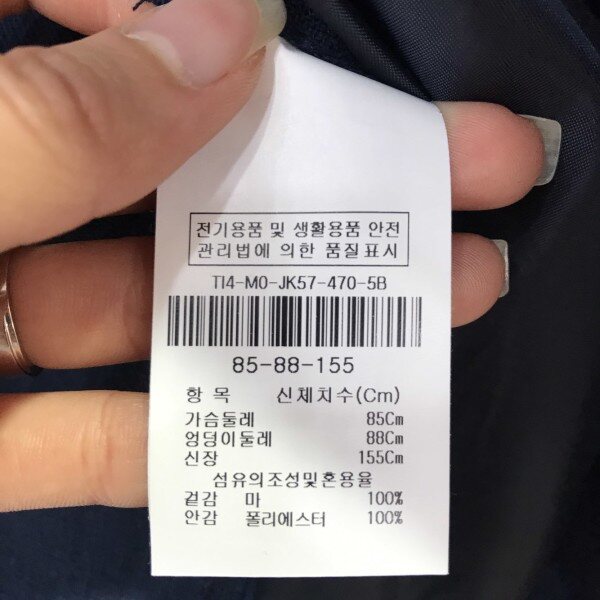 전기용품 및 생활용품 안전
관리법에 의한 품질표시
TI4-M0-JK57-470-5B
85-88-155
항 목 신체치수(Cm)
가슴둘레 85Cm
엉덩이둘레 88Cm
신장 155Cm
섬유의조성및혼용율
겉감 마 100%
안감 폴리에스터 100%